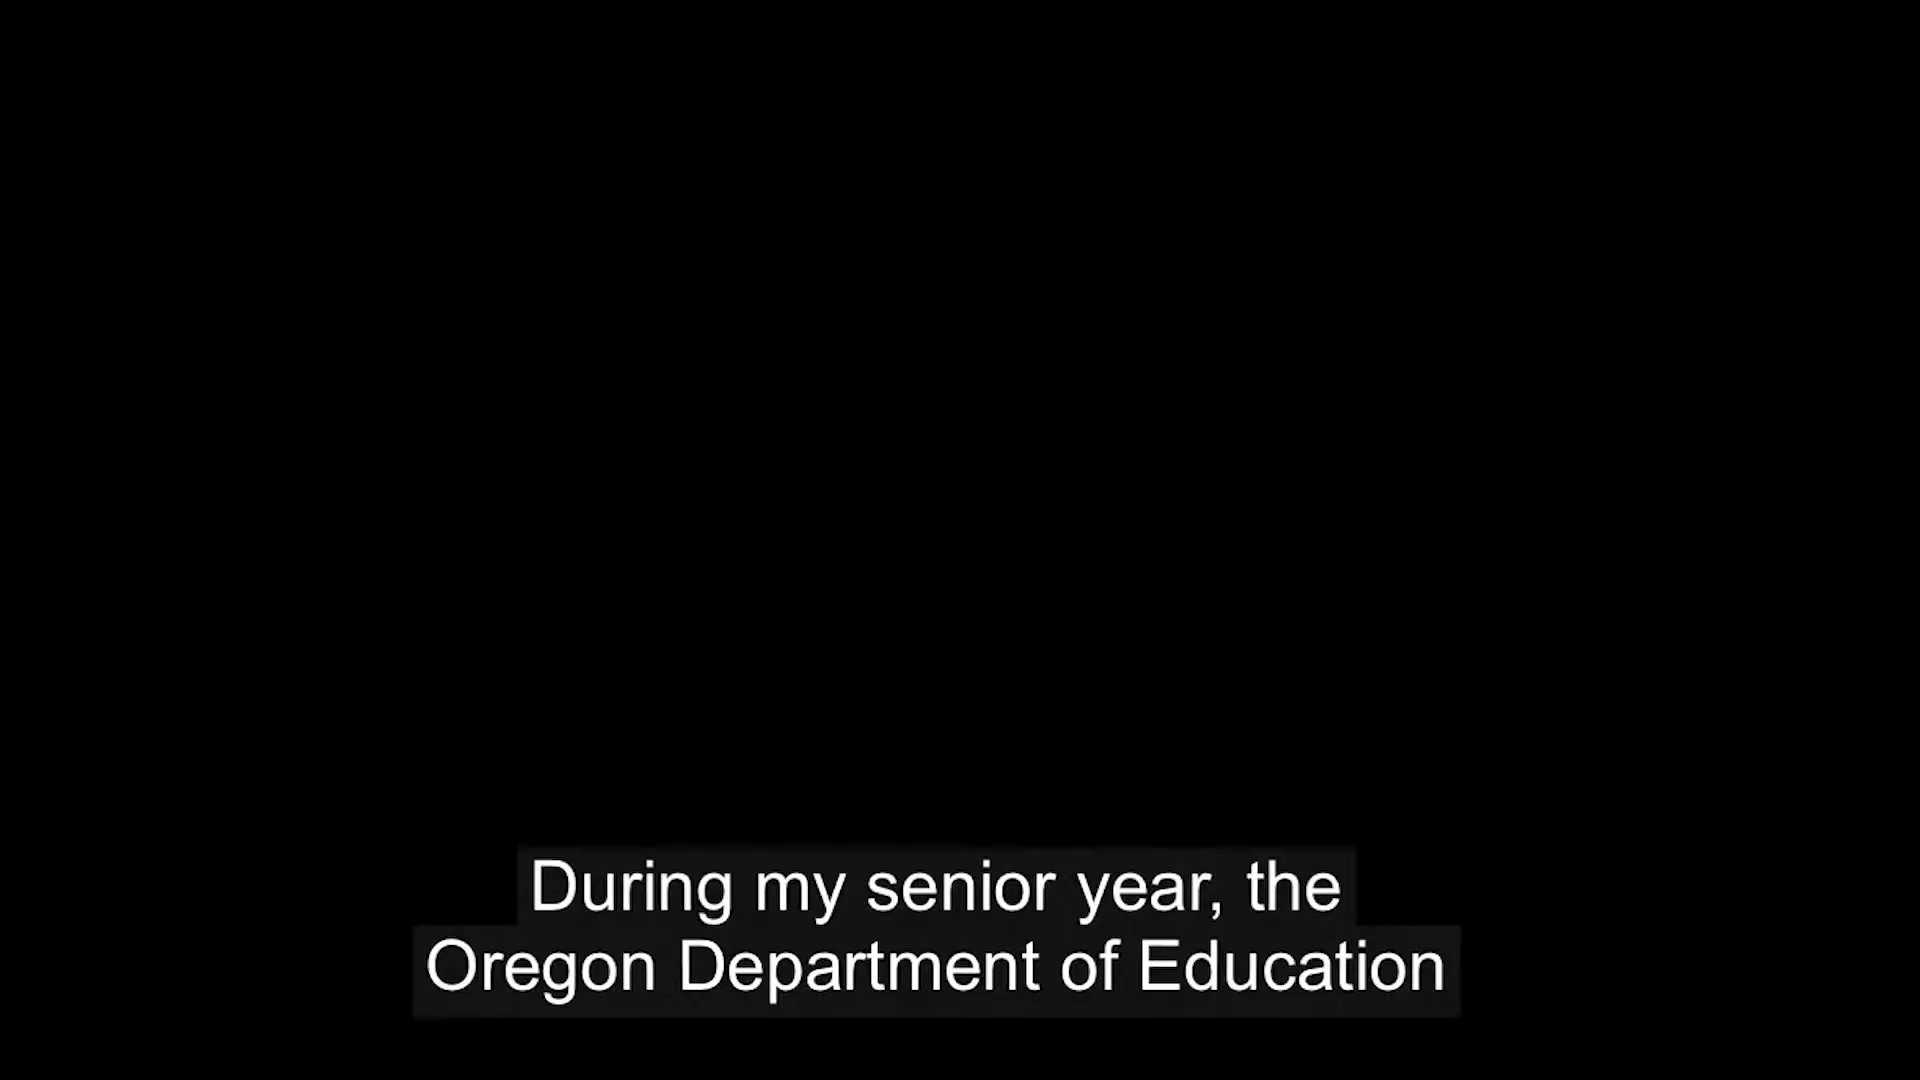 During my senior year, the
Oregon Department of Education